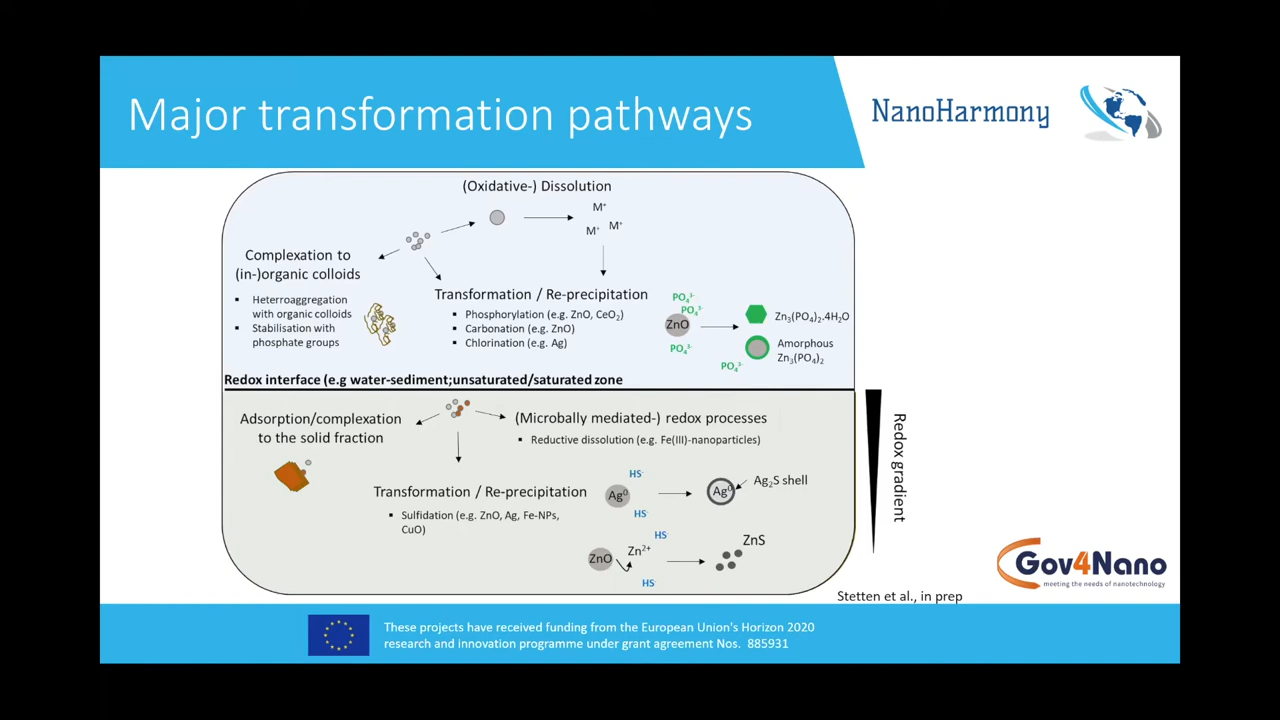 Major transformation pathways
NanoHarmony
(Oxidative-) Dissolution
M⁺
M⁺
M⁺
Complexation to
(in-)organic colloids
▪ Heterroaggregation
with organic colloids
▪ Stabilisation with
phosphate groups
Transformation / Re-precipitation
▪ Phosphorylation (e.g. ZnO, CeO₂)
▪ Carbonation (e.g. ZnO)
▪ Chlorination (e.g. Ag)
PO₄³⁻
PO₄³⁻
ZnO
PO₄³⁻
PO₄³⁻
Zn₃(PO₄)₂.4H₂O
Amorphous
Zn₃(PO₄)₂
Redox interface (e.g water-sediment;unsaturated/saturated zone
Adsorption/complexation
to the solid fraction
(Microbally mediated-) redox processes
▪ Reductive dissolution (e.g. Fe(III)-nanoparticles)
Transformation / Re-precipitation
▪ Sulfidation (e.g. ZnO, Ag, Fe-NPs,
CuO)
HS⁻
Ag⁰
HS⁻
Ag⁰
Ag₂S shell
HS
ZnO
Zn²⁺
HS⁻
ZnS
Redox gradient
Gov4Nano
meeting the needs of nanotechnology
Stetten et al., in prep
These projects have received funding from the European Union's Horizon 2020
research and innovation programme under grant agreement Nos. 885931